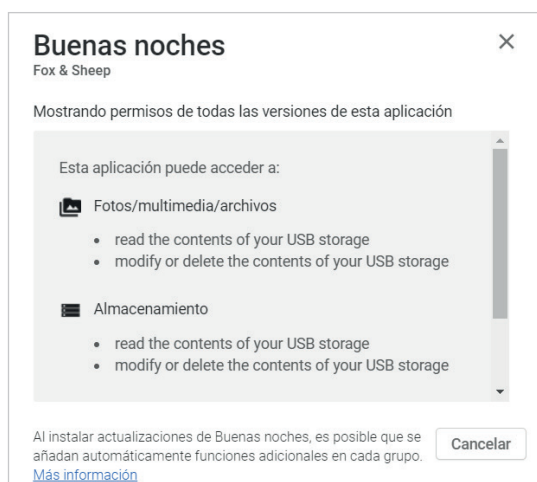 Buenas noches
Fox & Sheep
Mostrando permisos de todas las versiones de esta aplicación
Esta aplicación puede acceder a:
Fotos/multimedia/archivos
• read the contents of your USB storage
• modify or delete the contents of your USB storage
Almacenamiento
• read the contents of your USB storage
• modify or delete the contents of your USB storage
Al instalar actualizaciones de Buenas noches, es posible que se
añadan automáticamente funciones adicionales en cada grupo.
Más información
Cancelar